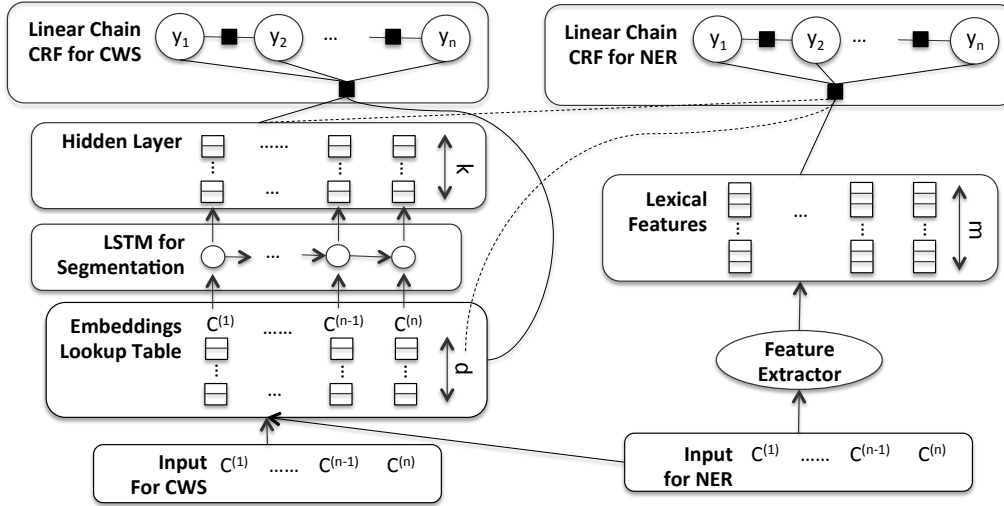 Linear Chain
CRF for CWS
y1
y2
...
yn
Linear Chain
CRF for NER
y1
y2
...
yn
Hidden Layer
......
...
k
LSTM for
Segmentation
...
Embeddings
Lookup Table
C(1)
......
C(n-1)
C(n)
...
d
Lexical
Features
...
m
Feature
Extractor
Input
For CWS
C(1)
......
C(n-1)
C(n)
Input
for NER
C(1)
......
C(n-1)
C(n)